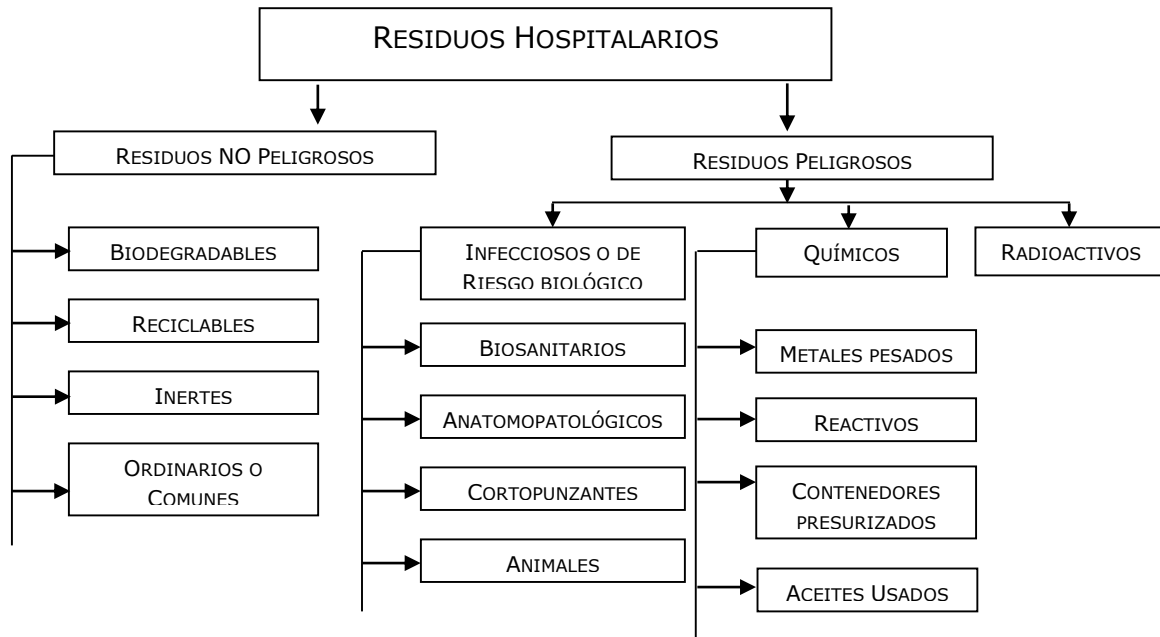 RESIDUOS HOSPITALARIOS
RESIDUOS NO PELIGROSOS
RESIDUOS PELIGROSOS
BIODEGRADABLES
RECICLABLES
INERTES
ORDINARIOS O
COMUNES
INFECCIOSOS O DE
RIESGO BIOLÓGICO
BIOSANITARIOS
ANATOMOPATOLÓGICOS
CORTOPUNZANTES
ANIMALES
QUÍMICOS
METALES PESADOS
REACTIVOS
CONTENEDORES
PRESURIZADOS
ACEITES USADOS
RADIOACTIVOS